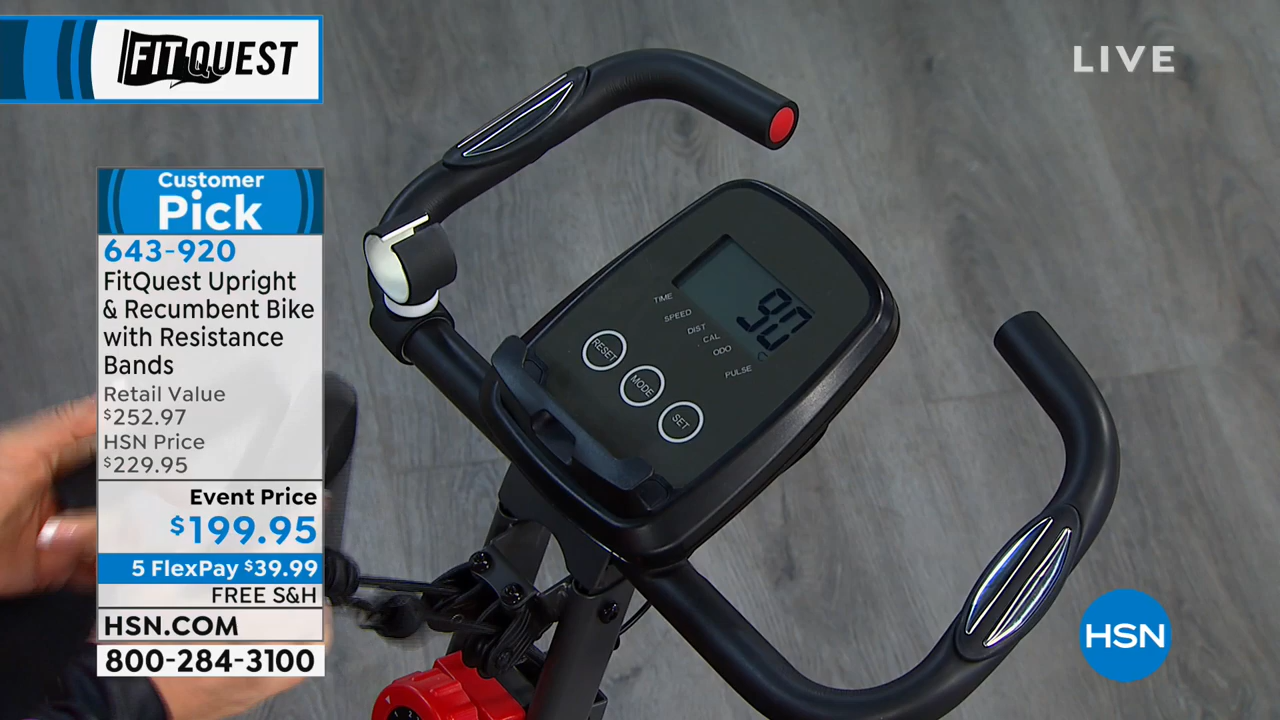 FITQUEST
LIVE
Customer
Pick
643-920
FitQuest Upright
& Recumbent Bike
with Resistance
Bands
Retail Value
$252.97
HSN Price
$229.95
Event Price
$199.95
5 FlexPay $39.99
FREE S&H
HSN.COM
800-284-3100
90
TIME
SPEED
DIST
CAL
ODO
PULSE
RESET
MODE
SET
HSN